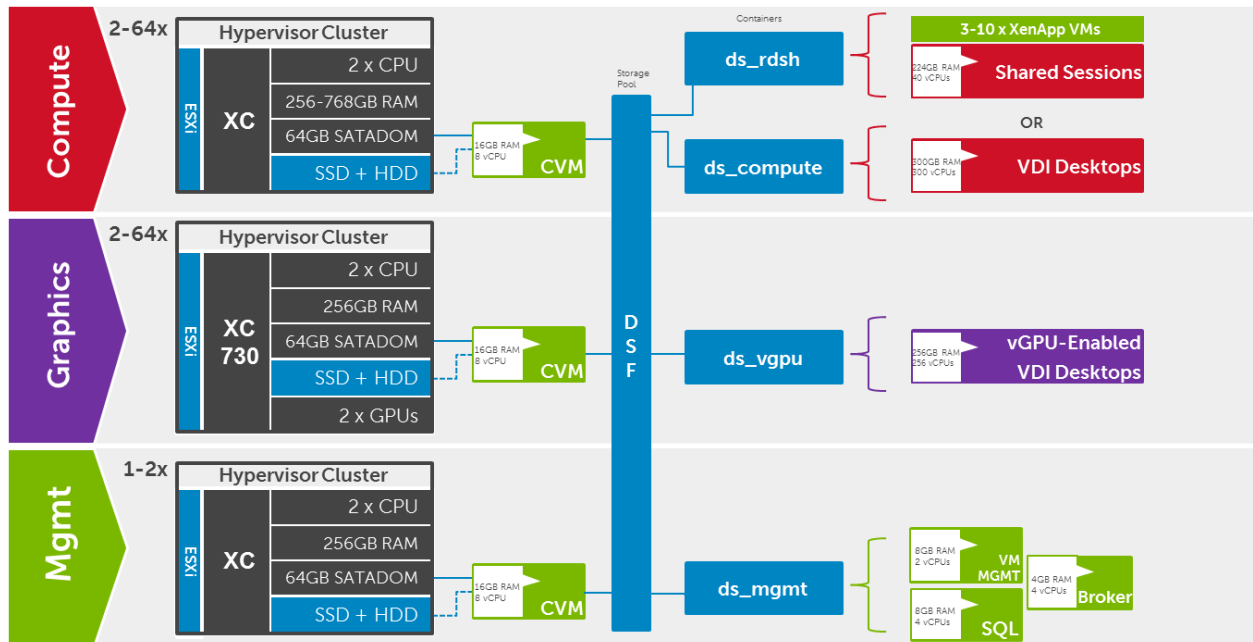 Compute
2-64x
Hypervisor Cluster
ESXi
XC
2 x CPU
256-768GB RAM
64GB SATADOM
SSD + HDD
16GB RAM
8 vCPU
CVM
Storage
Pool
Containers
ds_rdsh
3-10 x XenApp VMs
224GB RAM
40 vCPUs
Shared Sessions
OR
ds_compute
300GB RAM
300 vCPUs
VDI Desktops
Graphics
2-64x
Hypervisor Cluster
ESXi
XC
730
2 x CPU
256GB RAM
64GB SATADOM
SSD + HDD
2 x GPUs
16GB RAM
8 vCPU
CVM
D
S
F
ds_vgpu
256GB RAM
256 vCPUs
vGPU-Enabled
VDI Desktops
Mgmt
1-2x
Hypervisor Cluster
ESXi
XC
2 x CPU
256GB RAM
64GB SATADOM
SSD + HDD
16GB RAM
8 vCPU
CVM
ds_mgmt
8GB RAM
2 vCPUs
VM
MGMT
4GB RAM
4 vCPUs
Broker
8GB RAM
4 vCPUs
SQL